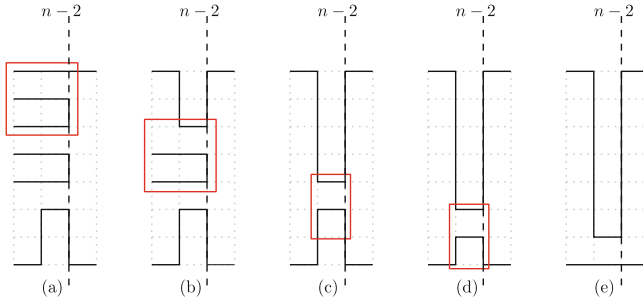 n − 2 n − 2 n − 2 n − 2 n − 2
(a) (b) (c) (d) (e)